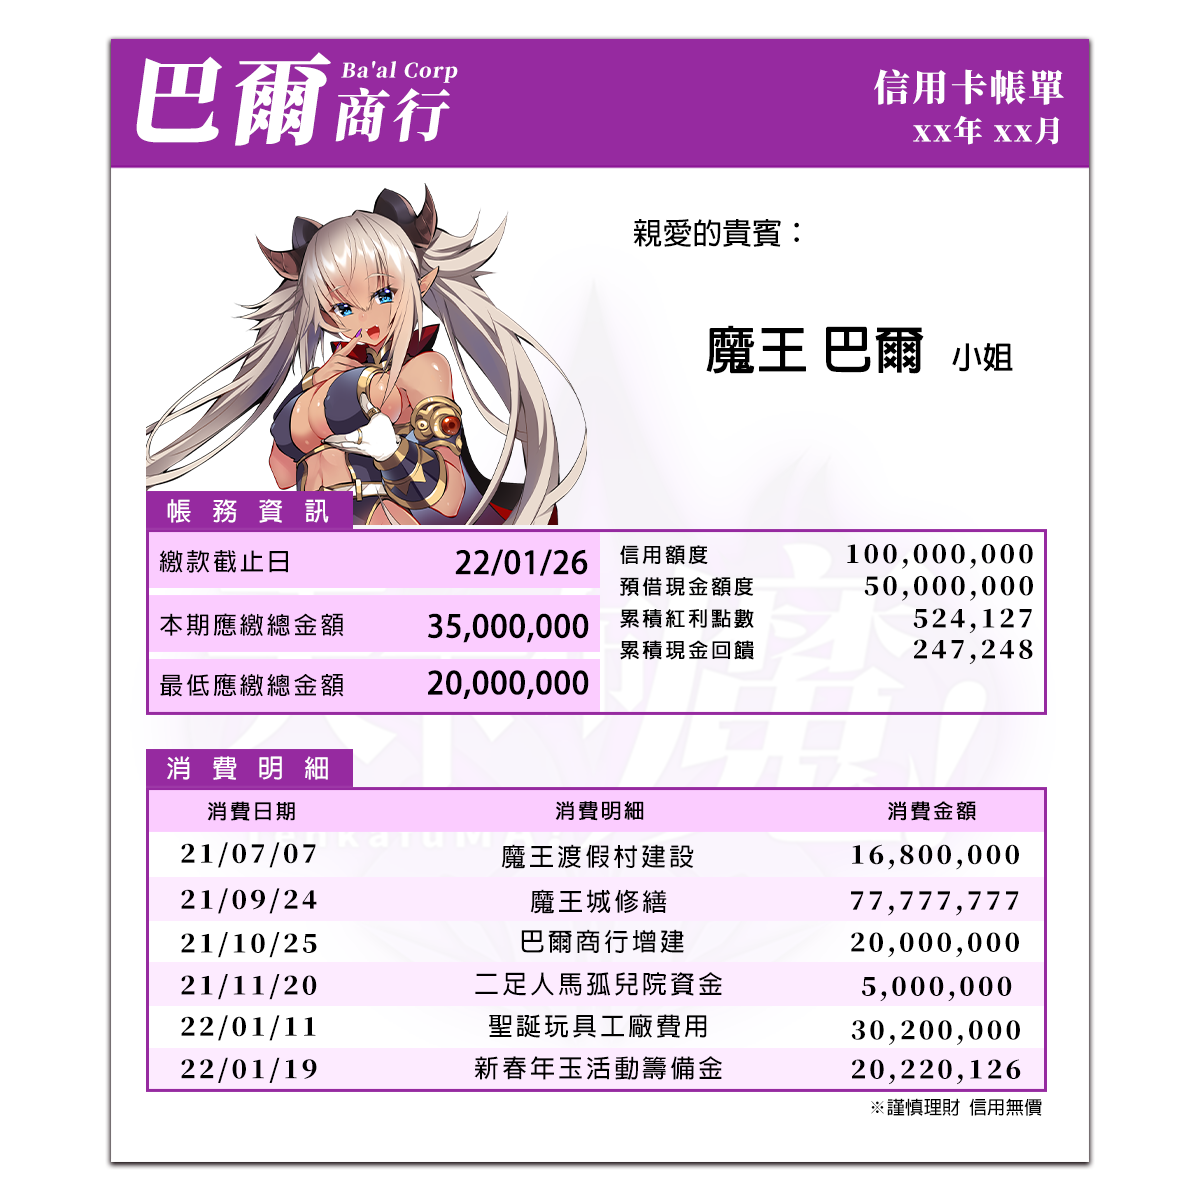 巴爾商行 Ba'al Corp
信用卡帳單
xx年 xx月
親愛的貴賓：
魔王 巴爾 小姐
帳務資訊
繳款截止日 22/01/26
本期應繳總金額 35,000,000
最低應繳總金額 20,000,000
信用額度 100,000,000
預借現金額度 50,000,000
累積紅利點數 524,127
累積現金回饋 247,248
消費明細
消費日期 消費明細 消費金額
21/07/07 魔王渡假村建設 16,800,000
21/09/24 魔王城修繕 77,777,777
21/10/25 巴爾商行增建 20,000,000
21/11/20 二足人馬孤兒院資金 5,000,000
22/01/11 聖誕玩具工廠費用 30,200,000
22/01/19 新春年玉活動籌備金 20,220,126
※謹慎理財 信用無價